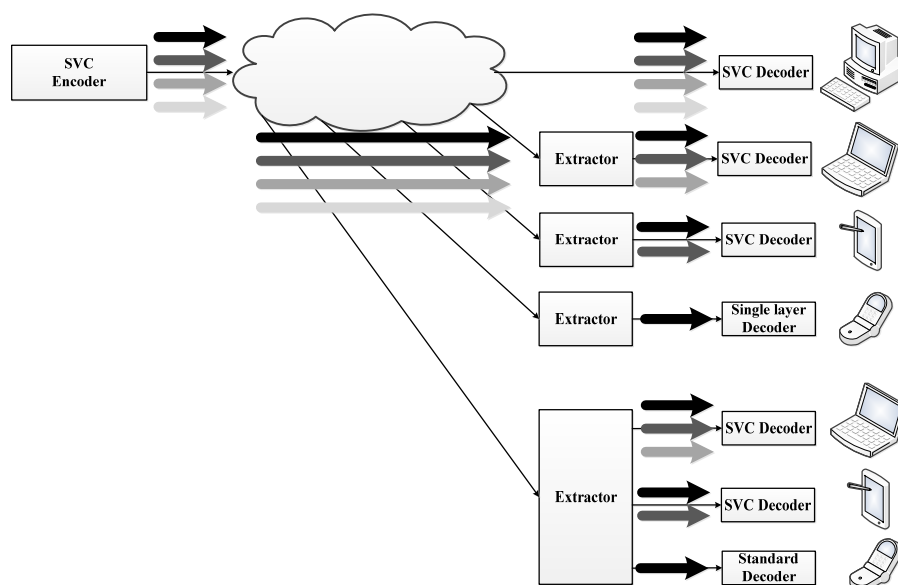 SVC
Encoder
SVC Decoder
Extractor
SVC Decoder
Extractor
SVC Decoder
Extractor
Single layer
Decoder
SVC Decoder
Extractor
SVC Decoder
Standard
Decoder